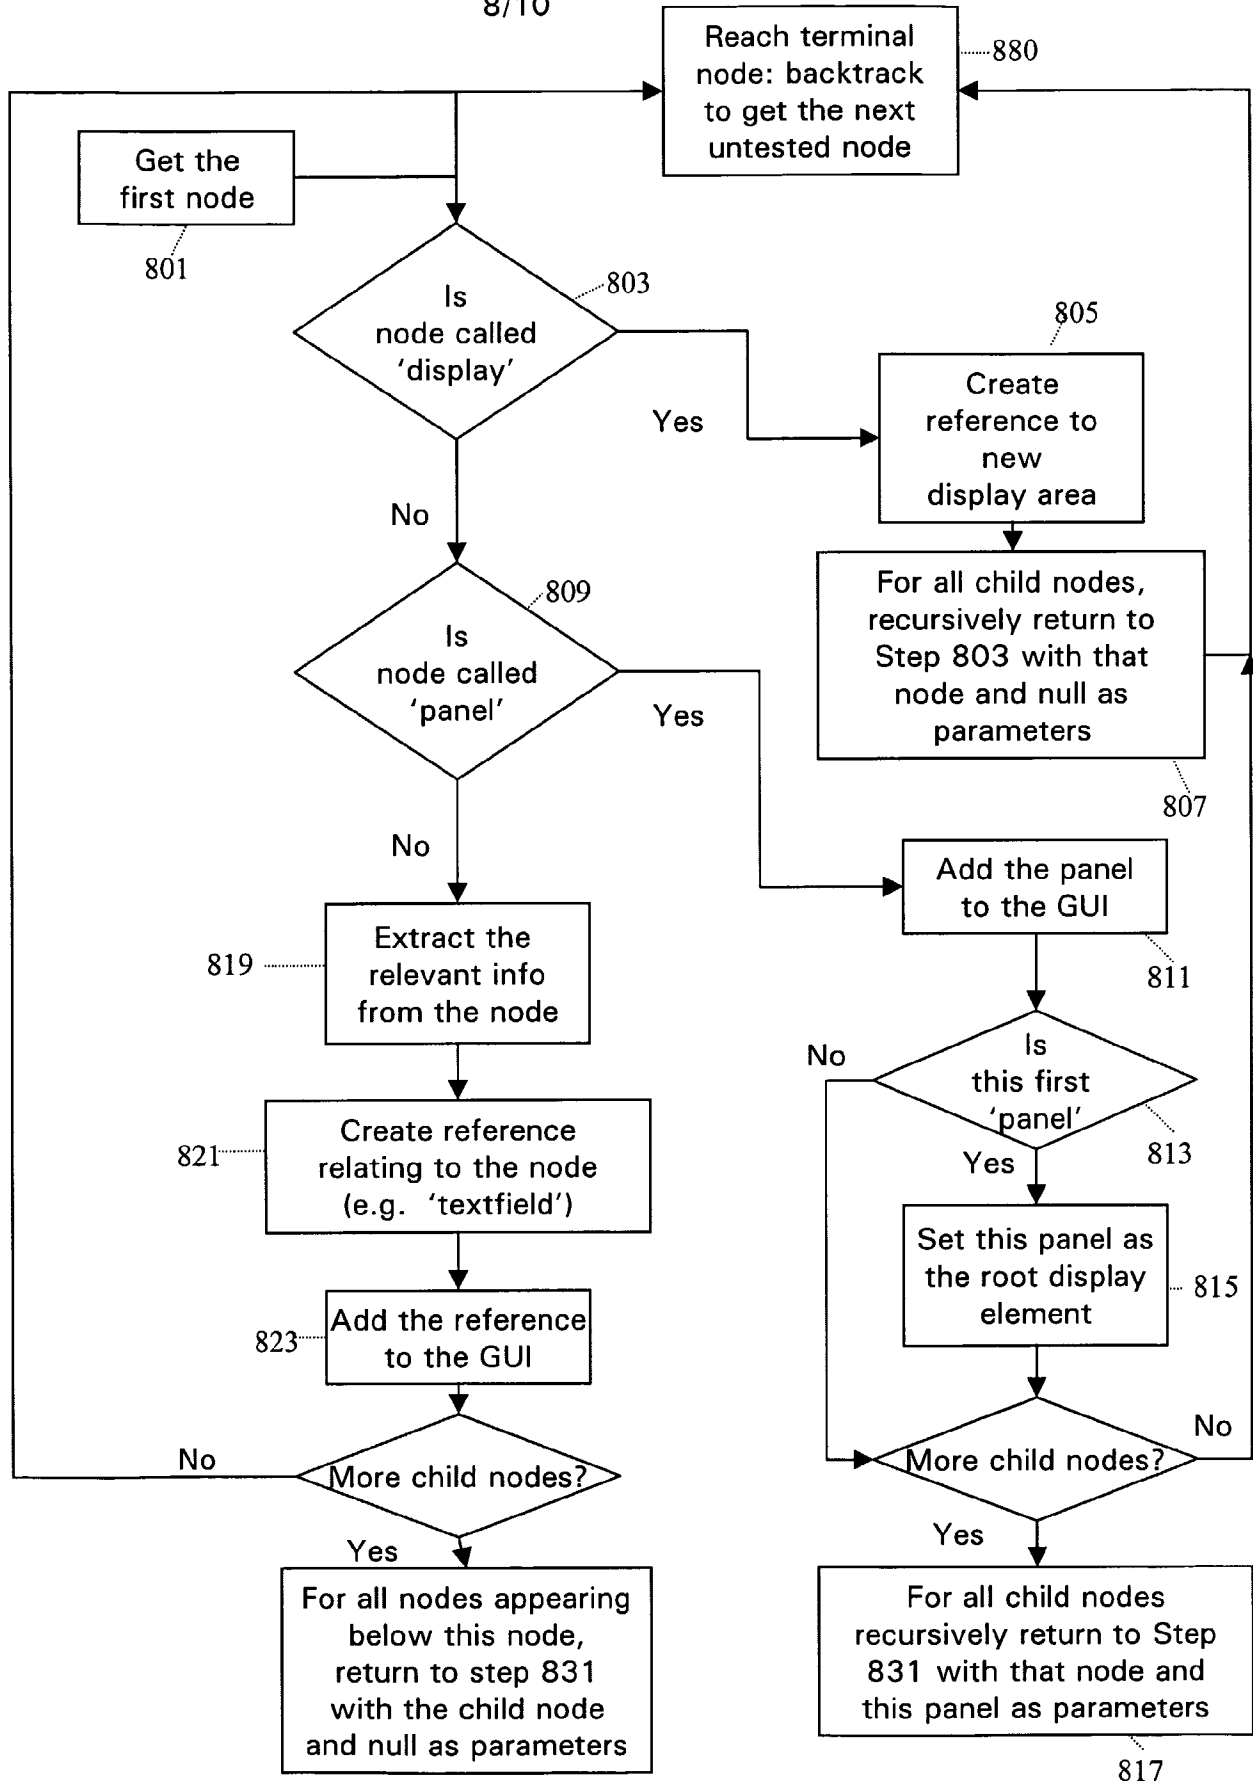 8/10
Reach terminal
node: backtrack
to get the next
untested node
880
Get the
first node
801
Is
node called
‘display’
803
Yes
No
805
Create
reference to
new
display area
For all child nodes,
recursively return to
Step 803 with that
node and null as
parameters
807
Is
node called
‘panel’
809
Yes
No
Add the panel
to the GUI
811
Is
this first
‘panel’
813
No
Yes
Set this panel as
the root display
element
815
More child nodes?
No
Yes
For all child nodes
recursively return to Step
831 with that node and
this panel as parameters
817
Extract the
relevant info
from the node
819
Create reference
relating to the node
(e.g. ‘textfield’)
821
Add the reference
to the GUI
823
More child nodes?
No
Yes
For all nodes appearing
below this node,
return to step 831
with the child node
and null as parameters